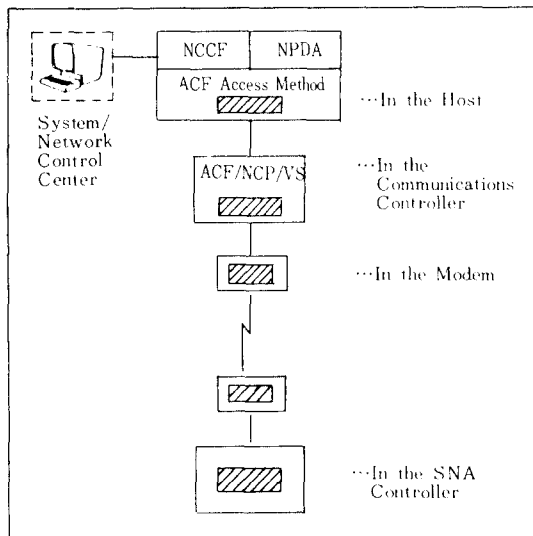 NCCF
NPDA
ACF Access Method
…In the Host
System/
Network
Control
Center
ACF/NCP/VS
…In the
Communications
Controller
…In the Modem
…In the SNA
Controller